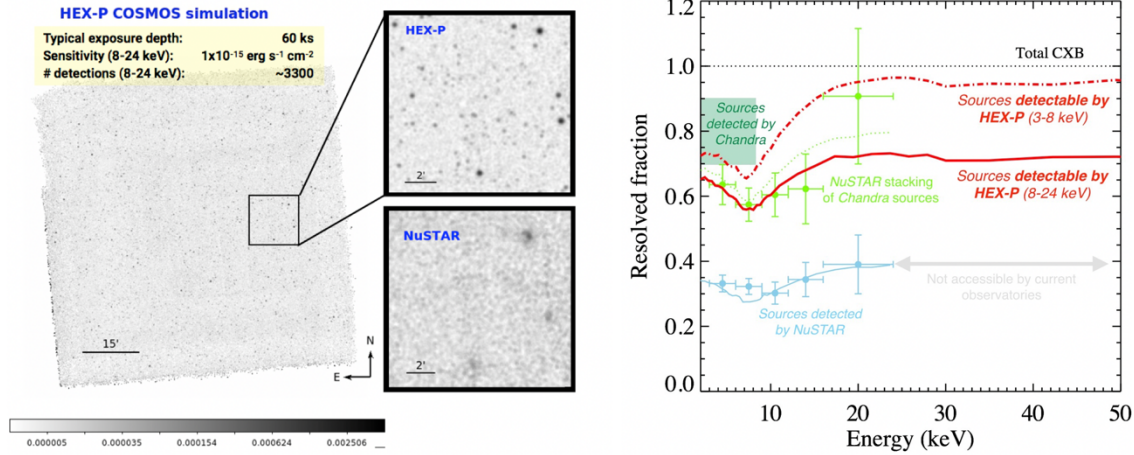 HEX-P COSMOS simulation
Typical exposure depth: 60 ks
Sensitivity (8-24 keV): 1x10⁻¹⁵ erg s⁻¹ cm⁻²
# detections (8-24 keV): ~3300
15'
N
E
0.000005 0.000035 0.000154 0.000624 0.002506
HEX-P
2'
NuSTAR
2'
Resolved fraction
1.2
1.0
0.8
0.6
0.4
0.2
0.0
Total CXB
Sources
detected by
Chandra
Sources detectable by
HEX-P (3-8 keV)
Sources detectable by
HEX-P (8-24 keV)
NuSTAR stacking
of Chandra sources
Not accessible by current
observatories
Sources detected
by NuSTAR
10 20 30 40 50
Energy (keV)